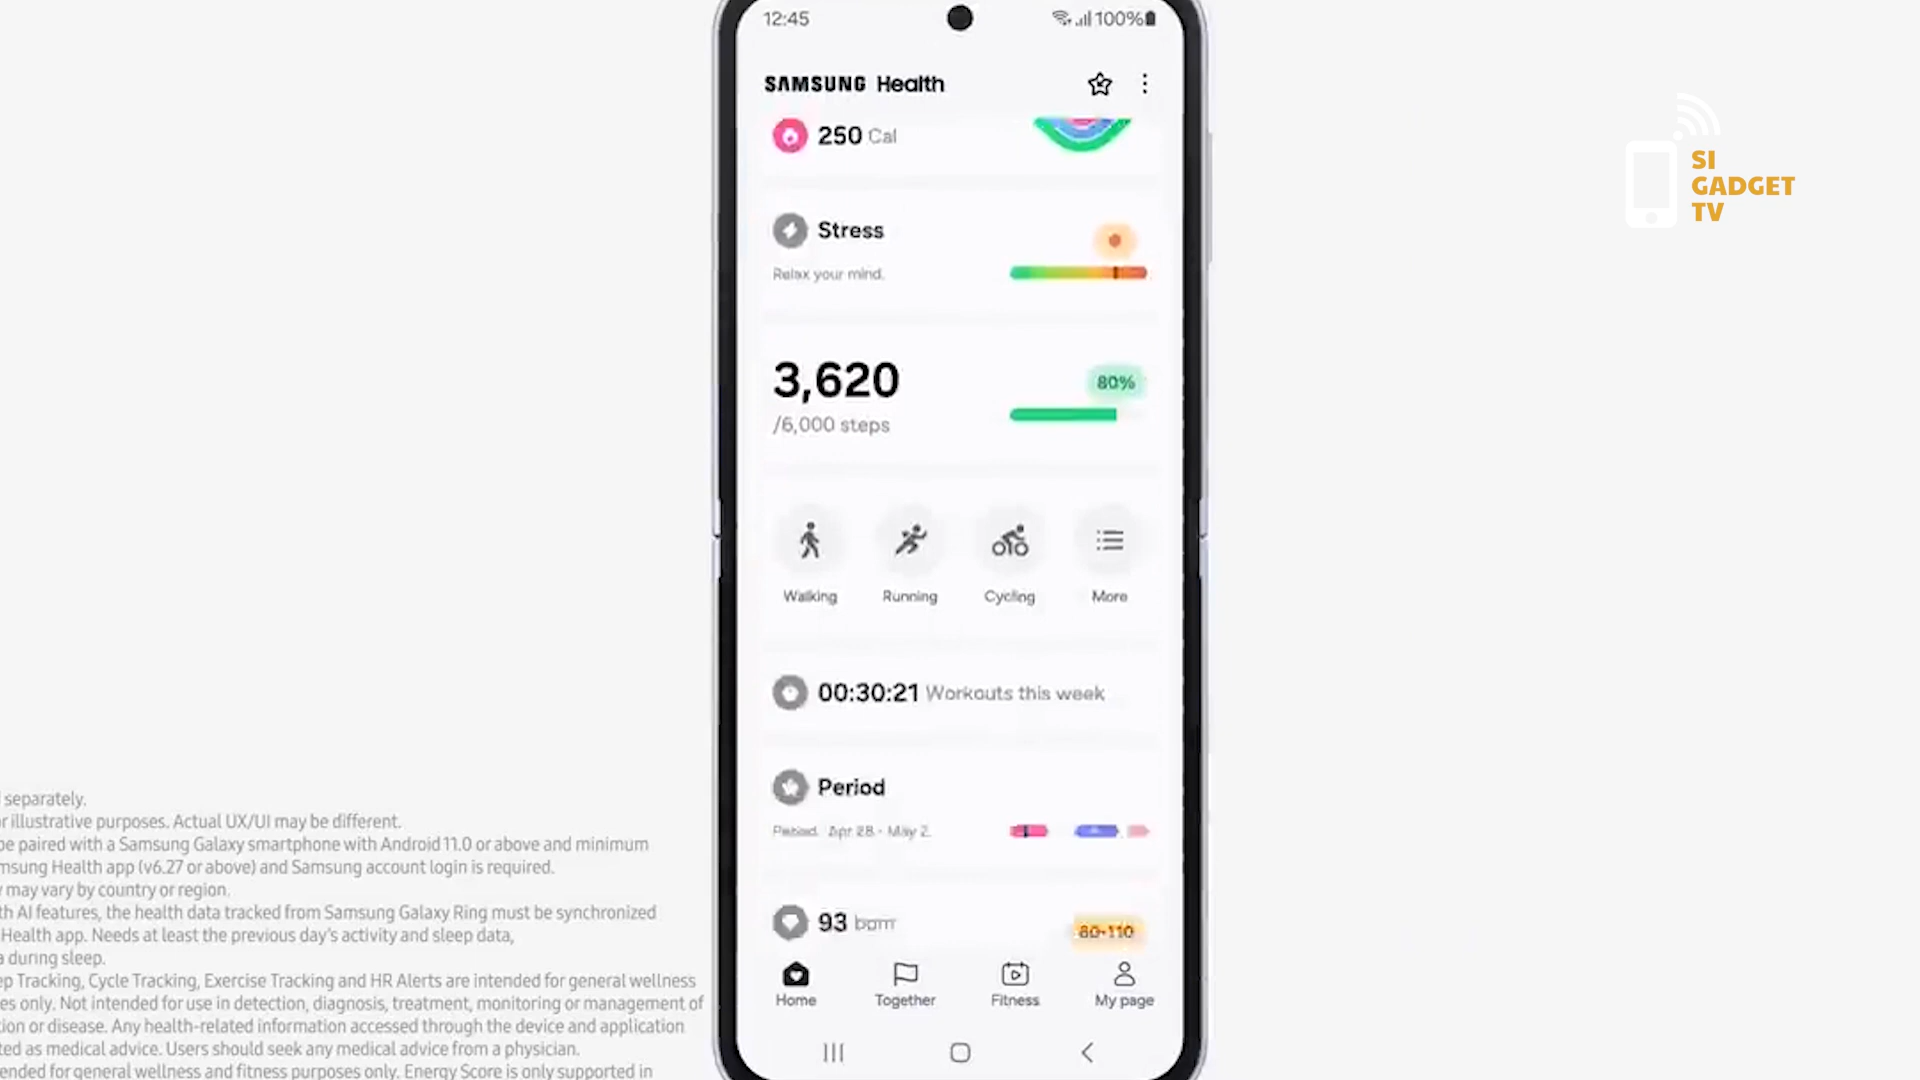 12:45
100%
SAMSUNG Health
250 Cal
Stress
Relax your mind.
3,620
80%
/6,000 steps
Walking
Running
Cycling
More
00:30:21 Workouts this week
Period
Period. Apr 28 - May 2.
93 bpm
80-110
Home
Together
Fitness
My page
SI
GADGET
TV
separately.
r illustrative purposes. Actual UX/UI may be different.
be paired with a Samsung Galaxy smartphone with Android 11.0 or above and minimum
msung Health app (v6.27 or above) and Samsung account login is required.
may vary by country or region.
th AI features, the health data tracked from Samsung Galaxy Ring must be synchronized
Health app. Needs at least the previous day's activity and sleep data,
a during sleep.
ep Tracking, Cycle Tracking, Exercise Tracking and HR Alerts are intended for general wellness
es only. Not intended for use in detection, diagnosis, treatment, monitoring or management of
ion or disease. Any health-related information accessed through the device and application
ted as medical advice. Users should seek any medical advice from a physician.
ended for general wellness and fitness purposes only. Energy Score is only supported in